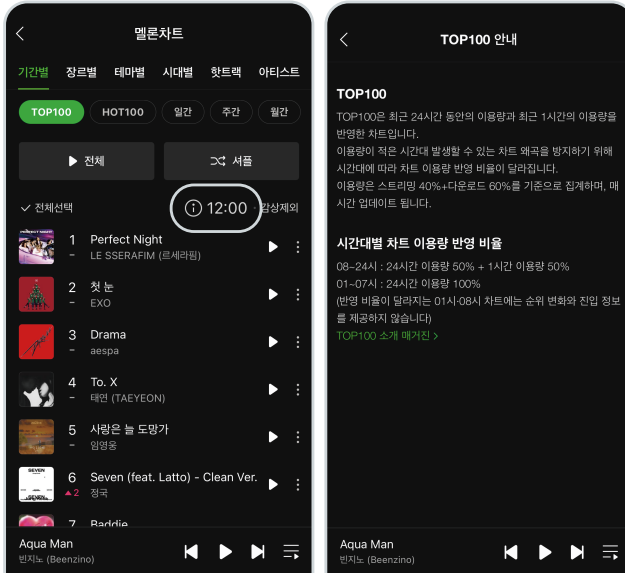 멜론차트
기간별 장르별 테마별 시대별 핫트랙 아티스트
TOP100 HOT100 일간 주간 월간
전체 셔플
전체선택 12:00 감상제외
1 Perfect Night
LE SSERAFIM (르세라핌)
2 첫 눈
EXO
3 Drama
aespa
4 To. X
태연 (TAEYEON)
5 사랑은 늘 도망가
임영웅
6 Seven (feat. Latto) - Clean Ver.
2 정국
7 Baddie
Aqua Man
빈지노 (Beenzino)
TOP100 안내
TOP100
TOP100은 최근 24시간 동안의 이용량과 최근 1시간의 이용량을
반영한 차트입니다.
이용량이 적은 시간대 발생할 수 있는 차트 왜곡을 방지하기 위해
시간대에 따라 차트 이용량 반영 비율이 달라집니다.
이용량은 스트리밍 40%+다운로드 60%를 기준으로 집계하며, 매
시간 업데이트 됩니다.
시간대별 차트 이용량 반영 비율
08~24시 : 24시간 이용량 50% + 1시간 이용량 50%
01~07시 : 24시간 이용량 100%
(반영 비율이 달라지는 01시·08시 차트에는 순위 변화와 진입 정보
를 제공하지 않습니다)
TOP100 소개 매거진 >
Aqua Man
빈지노 (Beenzino)